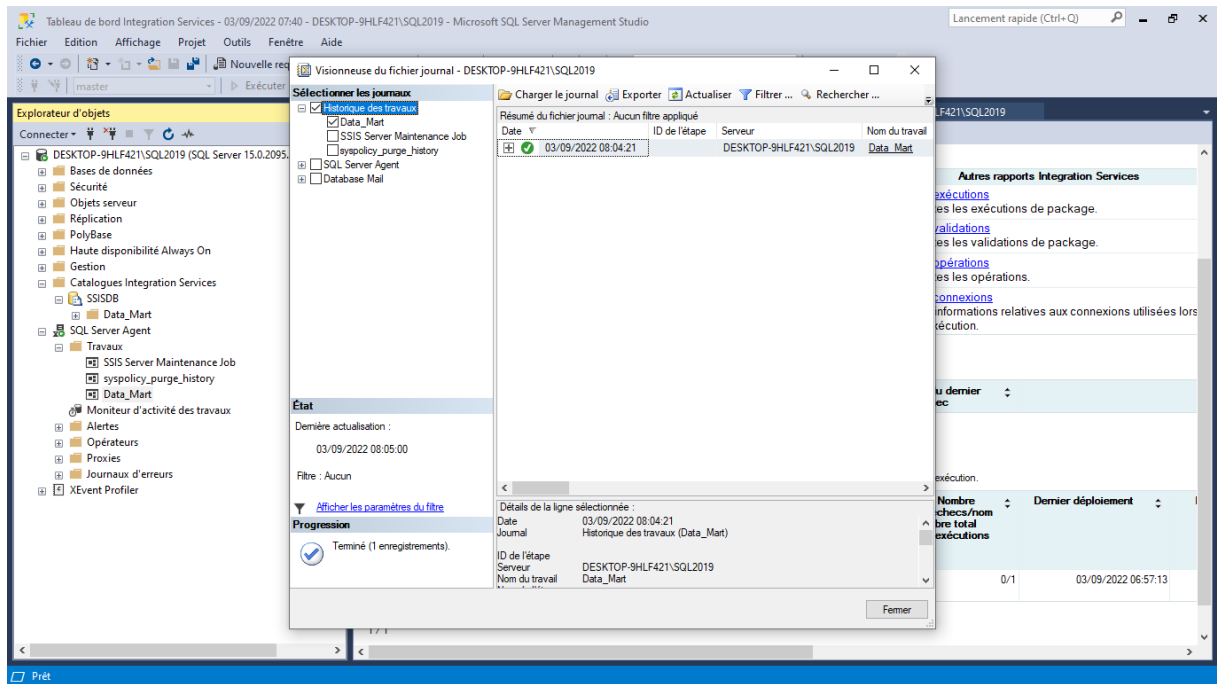 Tableau de bord Integration Services - 03/09/2022 07:40 - DESKTOP-9HLF421\SQL2019 - Microsoft SQL Server Management Studio
Lancement rapide (Ctrl+Q)
Fichier Edition Affichage Projet Outils Fenêtre Aide
Nouvelle req
master
Exécuter
Explorateur d'objets
Connecter
DESKTOP-9HLF421\SQL2019 (SQL Server 15.0.2095.
Bases de données
Sécurité
Objets serveur
Réplication
PolyBase
Haute disponibilité Always On
Gestion
Catalogues Integration Services
SSISDB
Data_Mart
SQL Server Agent
Travaux
SSIS Server Maintenance Job
syspolicy_purge_history
Data_Mart
Moniteur d'activité des travaux
Alertes
Opérateurs
Proxies
Journaux d'erreurs
XEvent Profiler
Visionneuse du fichier journal - DESKTOP-9HLF421\SQL2019
Sélectionner les journaux
Historique des travaux
Data_Mart
SSIS Server Maintenance Job
syspolicy_purge_history
SQL Server Agent
Database Mail
État
Dernière actualisation :
03/09/2022 08:05:00
Filtre : Aucun
Afficher les paramètres du filtre
Progression
Terminé (1 enregistrements).
Charger le journal Exporter Actualiser Filtrer ... Rechercher ...
Résumé du fichier journal : Aucun filtre appliqué
Date ID de l'étape Serveur Nom du travail
03/09/2022 08:04:21 DESKTOP-9HLF421\SQL2019 Data_Mart
Détails de la ligne sélectionnée :
Date 03/09/2022 08:04:21
Journal Historique des travaux (Data_Mart)
ID de l'étape
Serveur DESKTOP-9HLF421\SQL2019
Nom du travail Data_Mart
Fermer
LF421\SQL2019
Autres rapports Integration Services
exécutions
es les exécutions de package.
validations
es les validations de package.
opérations
es les opérations.
connexions
informations relatives aux connexions utilisées lors
xécution.
u dernier
ec
exécution.
Nombre
checs/nom
bre total
exécutions
Dernier déploiement
0/1 03/09/2022 06:57:13
Prêt